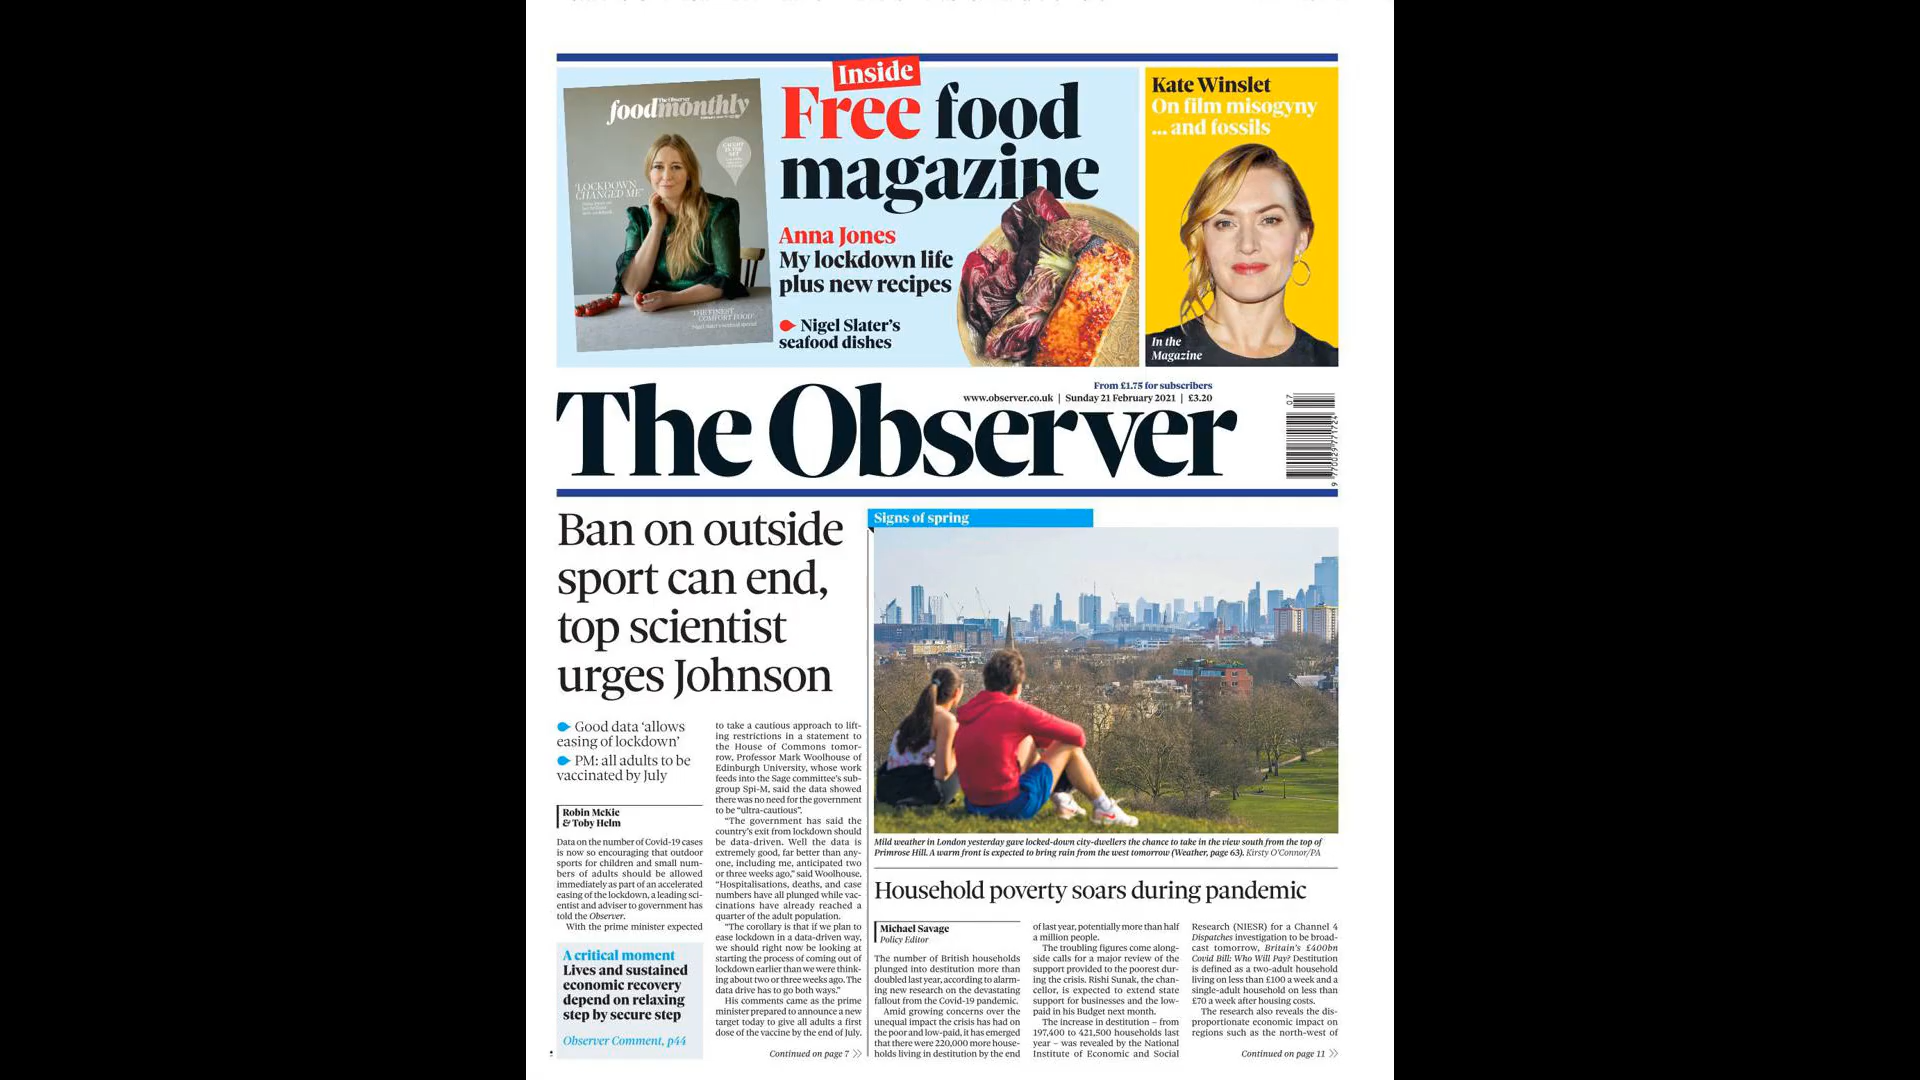 Inside
Free food
magazine
Anna Jones
My lockdown life
plus new recipes
Nigel Slater's
seafood dishes
The Observer
foodmonthly
'LOCKDOWN
CHANGED ME'
'THE FINEST
COMFORT FOOD'
Kate Winslet
On film misogyny
... and fossils
In the
Magazine
From £1.75 for subscribers
www.observer.co.uk | Sunday 21 February 2021 | £3.20
The Observer
07
9 770029 771724
Ban on outside
sport can end,
top scientist
urges Johnson
Good data 'allows
easing of lockdown'
PM: all adults to be
vaccinated by July
Robin McKie
& Toby Helm
Data on the number of Covid-19 cases
is now so encouraging that outdoor
sports for children and small num-
bers of adults should be allowed
immediately as part of an accelerated
easing of the lockdown, a leading sci-
entist and adviser to government has
told the Observer.
With the prime minister expected
A critical moment
Lives and sustained
economic recovery
depend on relaxing
step by secure step
Observer Comment, p44
to take a cautious approach to lift-
ing restrictions in a statement to
the House of Commons tomor-
row, Professor Mark Woolhouse of
Edinburgh University, whose work
feeds into the Sage committee's sub-
group Spi-M, said the data showed
there was no need for the government
to be "ultra-cautious".
"The government has said the
country's exit from lockdown should
be data-driven. Well the data is
extremely good, far better than any-
one, including me, anticipated two
or three weeks ago," said Woolhouse.
"Hospitalisations, deaths, and case
numbers have all plunged while vac-
cinations have already reached a
quarter of the adult population.
"The corollary is that if we plan to
ease lockdown in a data-driven way,
we should right now be looking at
starting the process of coming out of
lockdown earlier than we were think-
ing about two or three weeks ago. The
data drive has to go both ways."
His comments came as the prime
minister prepared to announce a new
target today to give all adults a first
dose of the vaccine by the end of July.
Continued on page 7
Signs of spring
Mild weather in London yesterday gave locked-down city-dwellers the chance to take in the view south from the top of
Primrose Hill. A warm front is expected to bring rain from the west tomorrow (Weather, page 63). Kirsty O'Connor/PA
Household poverty soars during pandemic
Michael Savage
Policy Editor
The number of British households
plunged into destitution more than
doubled last year, according to alarm-
ing new research on the devastating
fallout from the Covid-19 pandemic.
Amid growing concerns over the
unequal impact the crisis has had on
the poor and low-paid, it has emerged
that there were 220,000 more house-
holds living in destitution by the end
of last year, potentially more than half
a million people.
The troubling figures come along-
side calls for a major review of the
support provided to the poorest dur-
ing the crisis. Rishi Sunak, the chan-
cellor, is expected to extend state
support for businesses and the low-
paid in his Budget next month.
The increase in destitution – from
197,400 to 421,500 households last
year – was revealed by the National
Institute of Economic and Social
Research (NIESR) for a Channel 4
Dispatches investigation to be broad-
cast tomorrow, Britain's £400bn
Covid Bill: Who Will Pay? Destitution
is defined as a two-adult household
living on less than £100 a week and a
single-adult household on less than
£70 a week after housing costs.
The research also reveals the dis-
proportionate economic impact on
regions such as the north-west of
Continued on page 11